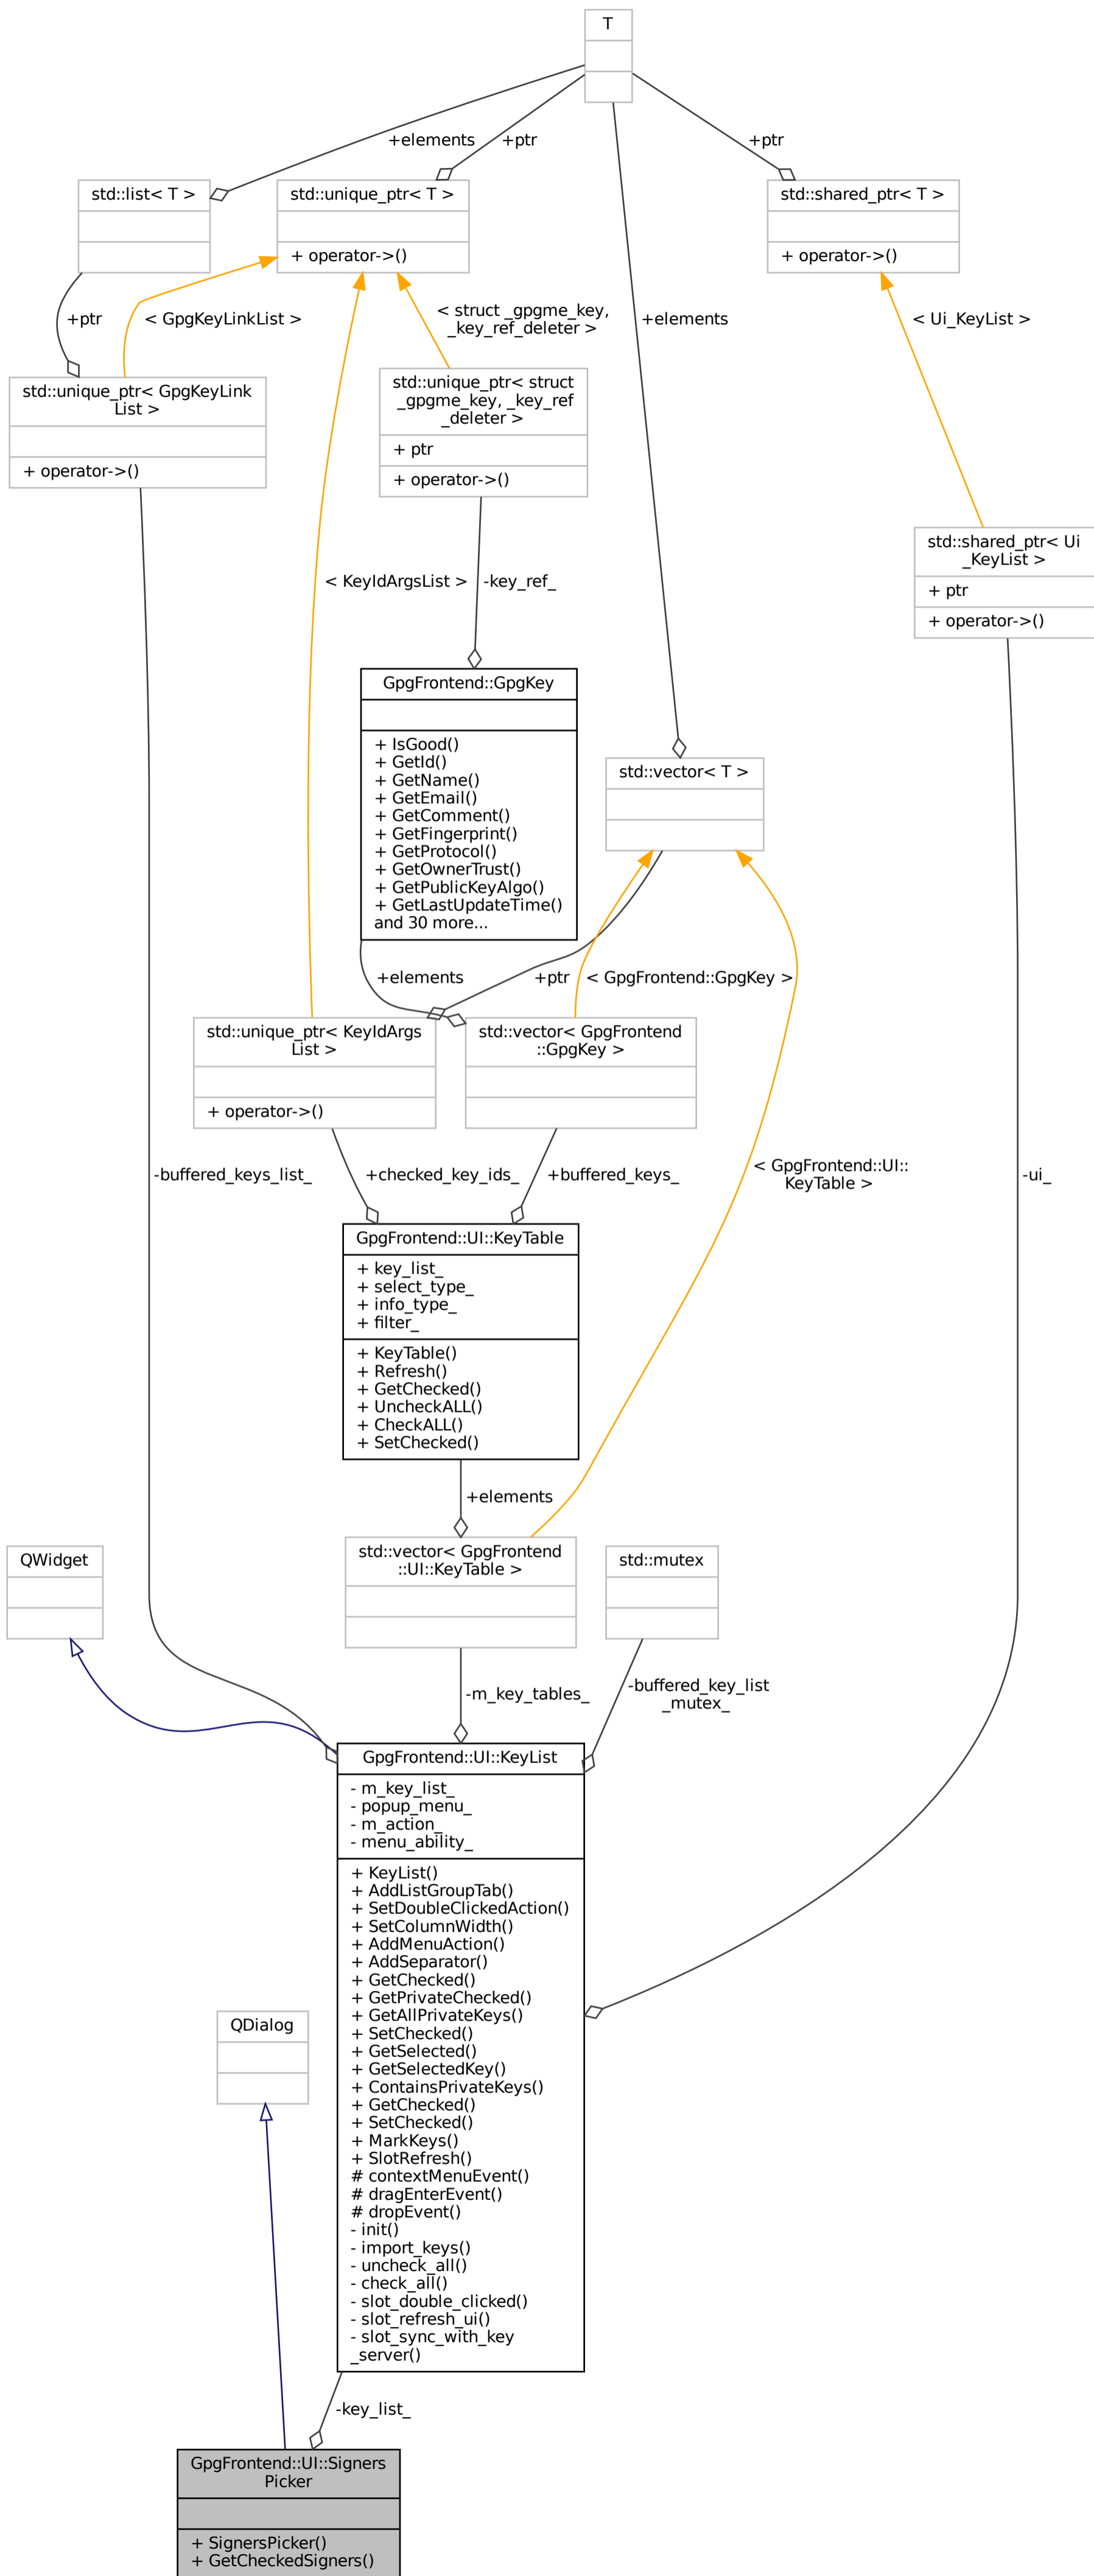 T
+elements
+ptr
+ptr
std::list< T >
std::unique_ptr< T >
+ operator->()
std::shared_ptr< T >
+ operator->()
+ptr
< GpgKeyLinkList >
< struct _gpgme_key,
_key_ref_deleter >
+elements
< Ui_KeyList >
std::unique_ptr< GpgKeyLink
List >
+ operator->()
std::unique_ptr< struct
_gpgme_key, _key_ref
_deleter >
+ ptr
+ operator->()
std::shared_ptr< Ui
_KeyList >
+ ptr
+ operator->()
< KeyIdArgsList >
-key_ref_
GpgFrontend::GpgKey
+ IsGood()
+ GetId()
+ GetName()
+ GetEmail()
+ GetComment()
+ GetFingerprint()
+ GetProtocol()
+ GetOwnerTrust()
+ GetPublicKeyAlgo()
+ GetLastUpdateTime()
and 30 more...
std::vector< T >
+elements
+ptr
< GpgFrontend::GpgKey >
std::unique_ptr< KeyIdArgs
List >
+ operator->()
std::vector< GpgFrontend
::GpgKey >
-buffered_keys_list_
+checked_key_ids_
+buffered_keys_
< GpgFrontend::UI::
KeyTable >
-ui_
GpgFrontend::UI::KeyTable
+ key_list_
+ select_type_
+ info_type_
+ filter_
+ KeyTable()
+ Refresh()
+ GetChecked()
+ UncheckALL()
+ CheckALL()
+ SetChecked()
+elements
QWidget
std::vector< GpgFrontend
::UI::KeyTable >
std::mutex
-m_key_tables_
-buffered_key_list
_mutex_
GpgFrontend::UI::KeyList
- m_key_list_
- popup_menu_
- m_action_
- menu_ability_
+ KeyList()
+ AddListGroupTab()
+ SetDoubleClickedAction()
+ SetColumnWidth()
+ AddMenuAction()
+ AddSeparator()
+ GetChecked()
+ GetPrivateChecked()
+ GetAllPrivateKeys()
+ SetChecked()
+ GetSelected()
+ GetSelectedKey()
+ ContainsPrivateKeys()
+ GetChecked()
+ SetChecked()
+ MarkKeys()
+ SlotRefresh()
# contextMenuEvent()
# dragEnterEvent()
# dropEvent()
- init()
- import_keys()
- uncheck_all()
- check_all()
- slot_double_clicked()
- slot_refresh_ui()
- slot_sync_with_key
_server()
QDialog
-key_list_
GpgFrontend::UI::Signers
Picker
+ SignersPicker()
+ GetCheckedSigners()